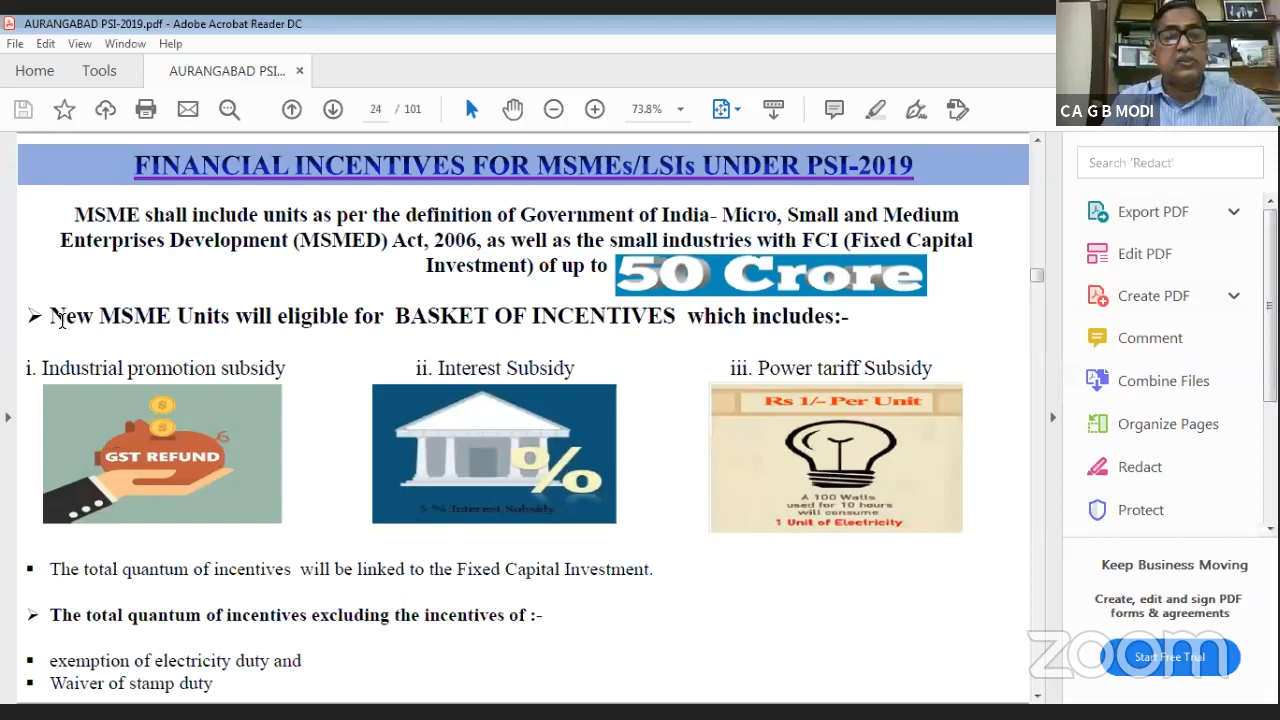 AURANGABAD PSI-2019.pdf - Adobe Acrobat Reader DC
File Edit View Window Help
Home Tools AURANGABAD PSI... ×
24 / 101 73.8%
C A G B MODI
FINANCIAL INCENTIVES FOR MSMEs/LSIs UNDER PSI-2019
MSME shall include units as per the definition of Government of India- Micro, Small and Medium
Enterprises Development (MSMED) Act, 2006, as well as the small industries with FCI (Fixed Capital
Investment) of up to 50 Crore
New MSME Units will eligible for BASKET OF INCENTIVES which includes:-
i. Industrial promotion subsidy ii. Interest Subsidy iii. Power tariff Subsidy
GST REFUND
%
5 % Interest Subsidy
Rs 1/- Per Unit
A 100 Watts
used for 10 hours
will consume
1 Unit of Electricity
The total quantum of incentives will be linked to the Fixed Capital Investment.
The total quantum of incentives excluding the incentives of :-
exemption of electricity duty and
Waiver of stamp duty
Search 'Redact'
Export PDF
Edit PDF
Create PDF
Comment
Combine Files
Organize Pages
Redact
Protect
Keep Business Moving
Create, edit and sign PDF
forms & agreements
Start Free Trial
zoom